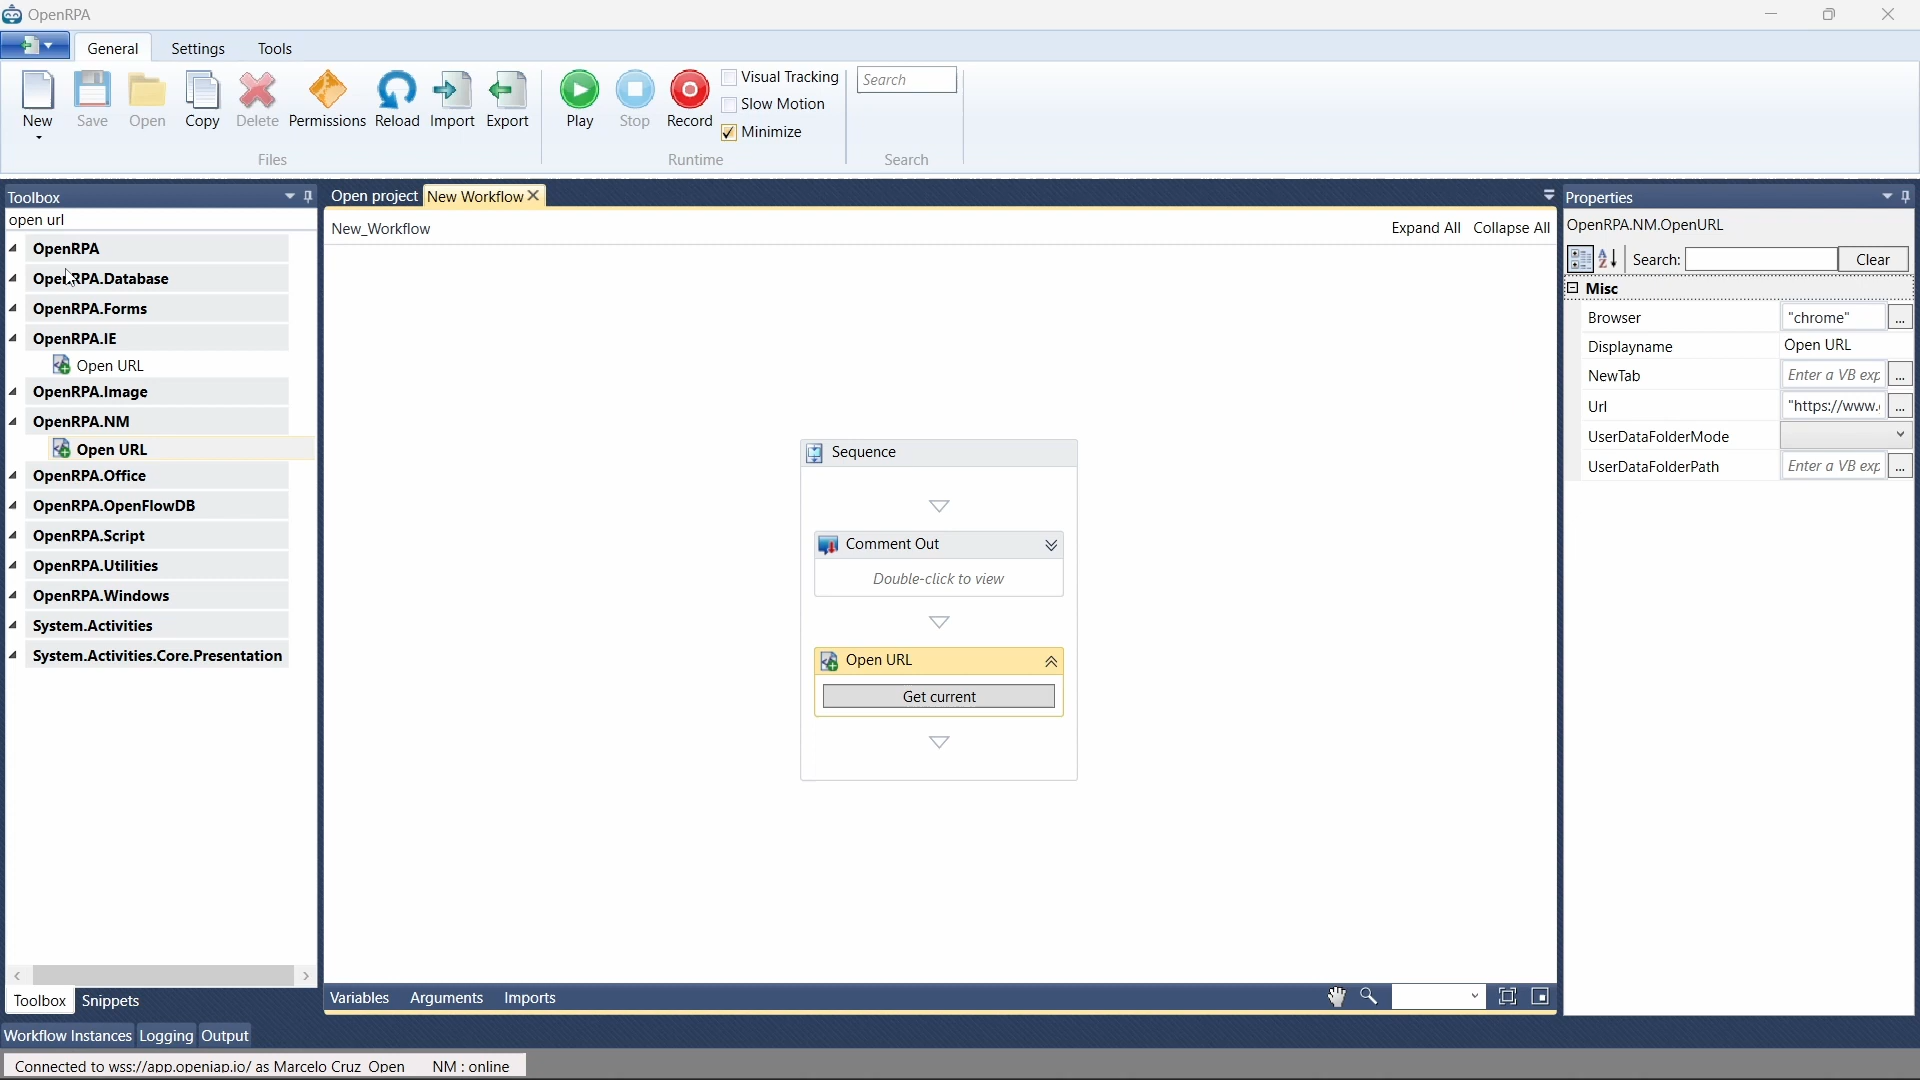 OpenRPA
General Settings Tools
New Save Open Copy Delete Permissions Reload Import Export
Files
Play Stop Record
Visual Tracking
Slow Motion
Minimize
Runtime
Search
Search
Toolbox
open url
OpenRPA
OpenRPA.Database
OpenRPA.Forms
OpenRPA.IE
Open URL
OpenRPA.Image
OpenRPA.NM
Open URL
OpenRPA.Office
OpenRPA.OpenFlowDB
OpenRPA.Script
OpenRPA.Utilities
OpenRPA.Windows
System.Activities
System.Activities.Core.Presentation
Toolbox Snippets
Open project New Workflow
New_Workflow
Expand All Collapse All
Sequence
Comment Out
Double-click to view
Open URL
Get current
Variables Arguments Imports
Properties
OpenRPA.NM.OpenURL
Search: Clear
Misc
Browser "chrome" ...
Displayname Open URL
NewTab Enter a VB exp ...
Url "https://www. ...
UserDataFolderMode
UserDataFolderPath Enter a VB exp ...
Workflow Instances Logging Output
Connected to wss://app.openiap.io/ as Marcelo Cruz Open NM : online